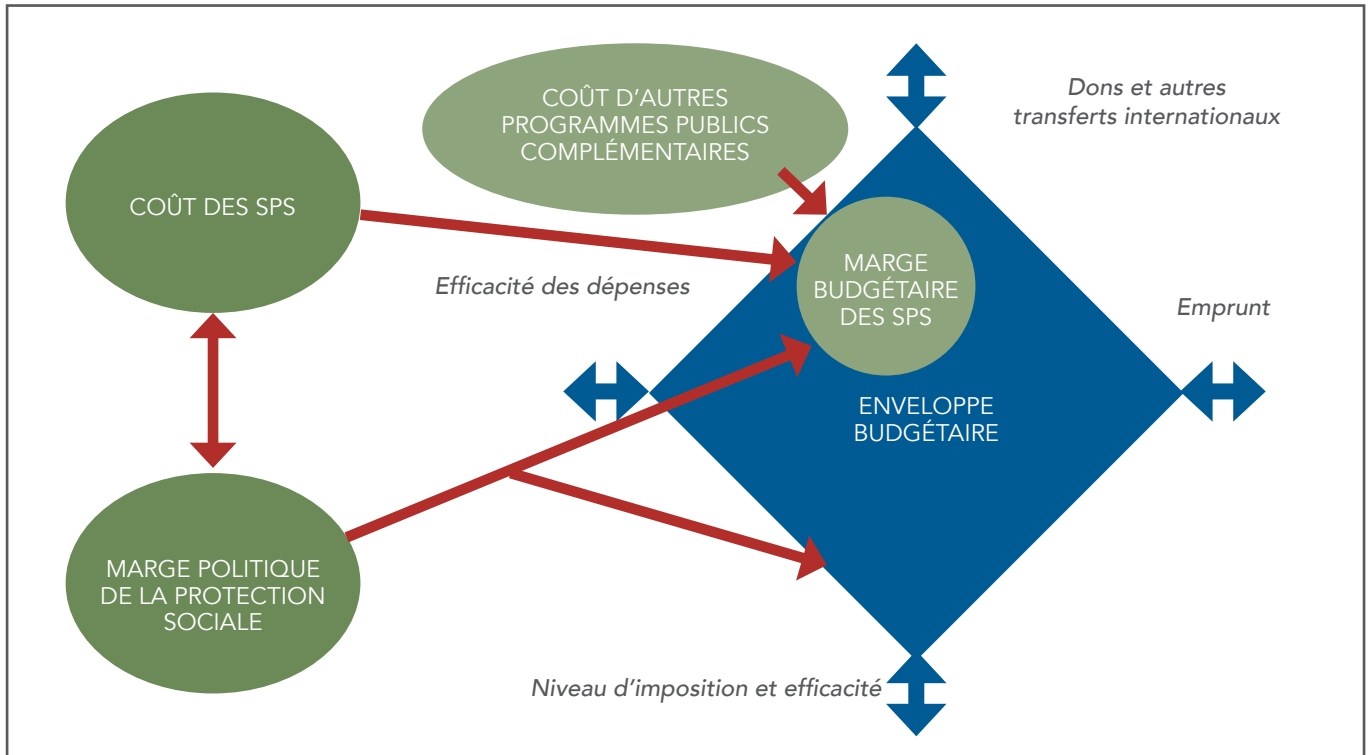 COÛT D'AUTRES
PROGRAMMES PUBLICS
COMPLÉMENTAIRES
Dons et autres
transferts internationaux
COÛT DES SPS
Efficacité des dépenses
MARGE
BUDGÉTAIRE
DES SPS
Emprunt
ENVELOPPE
BUDGÉTAIRE
MARGE POLITIQUE
DE LA PROTECTION
SOCIALE
Niveau d'imposition et efficacité